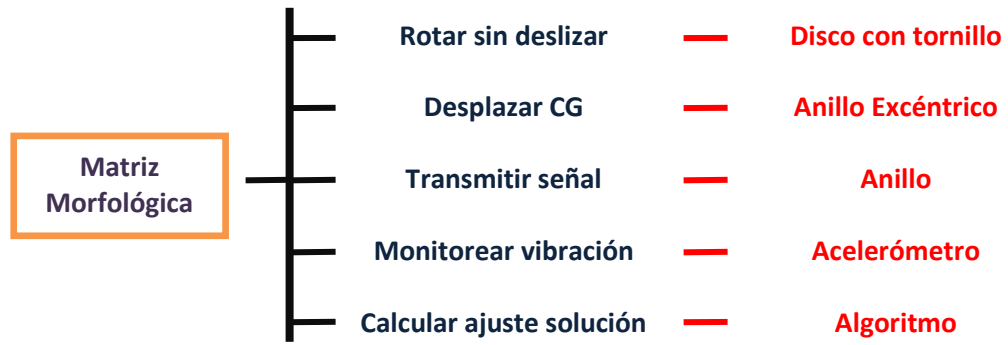 Matriz
Morfológica
Rotar sin deslizar
Disco con tornillo
Desplazar CG
Anillo Excéntrico
Transmitir señal
Anillo
Monitorear vibración
Acelerómetro
Calcular ajuste solución
Algoritmo